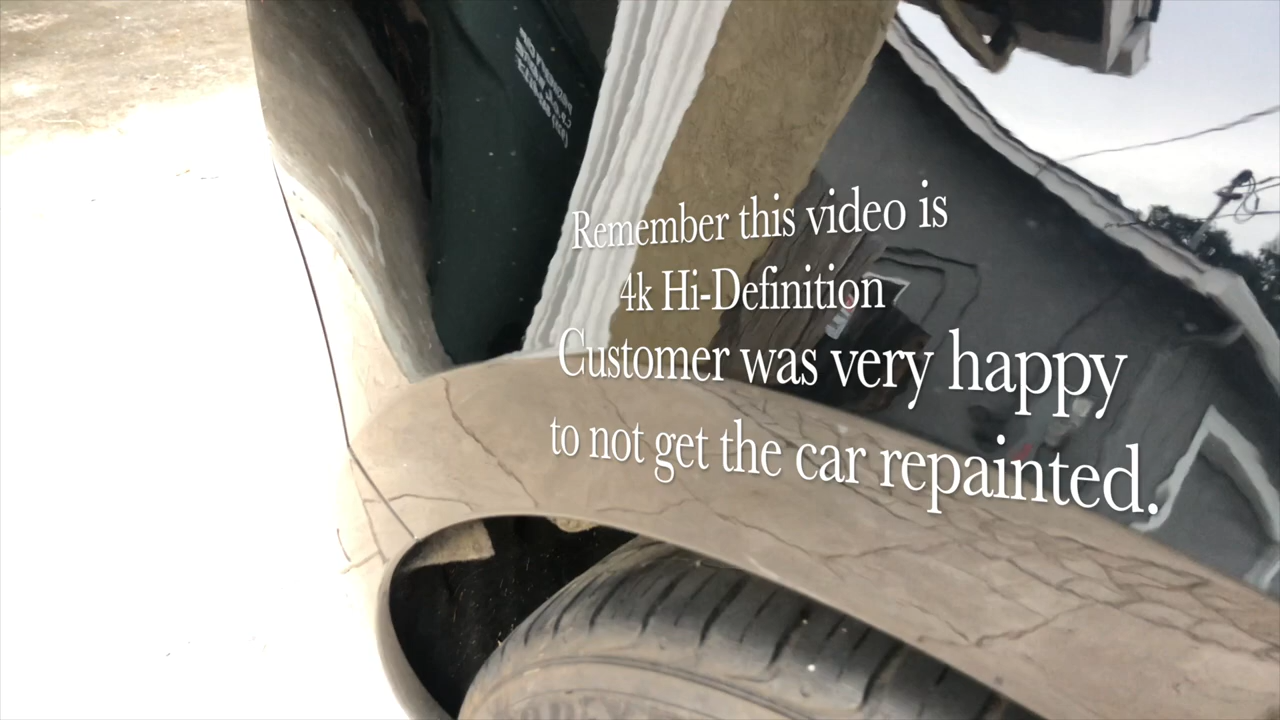 Remember this video is
4k Hi-Definition
Customer was very happy
to not get the car repainted.